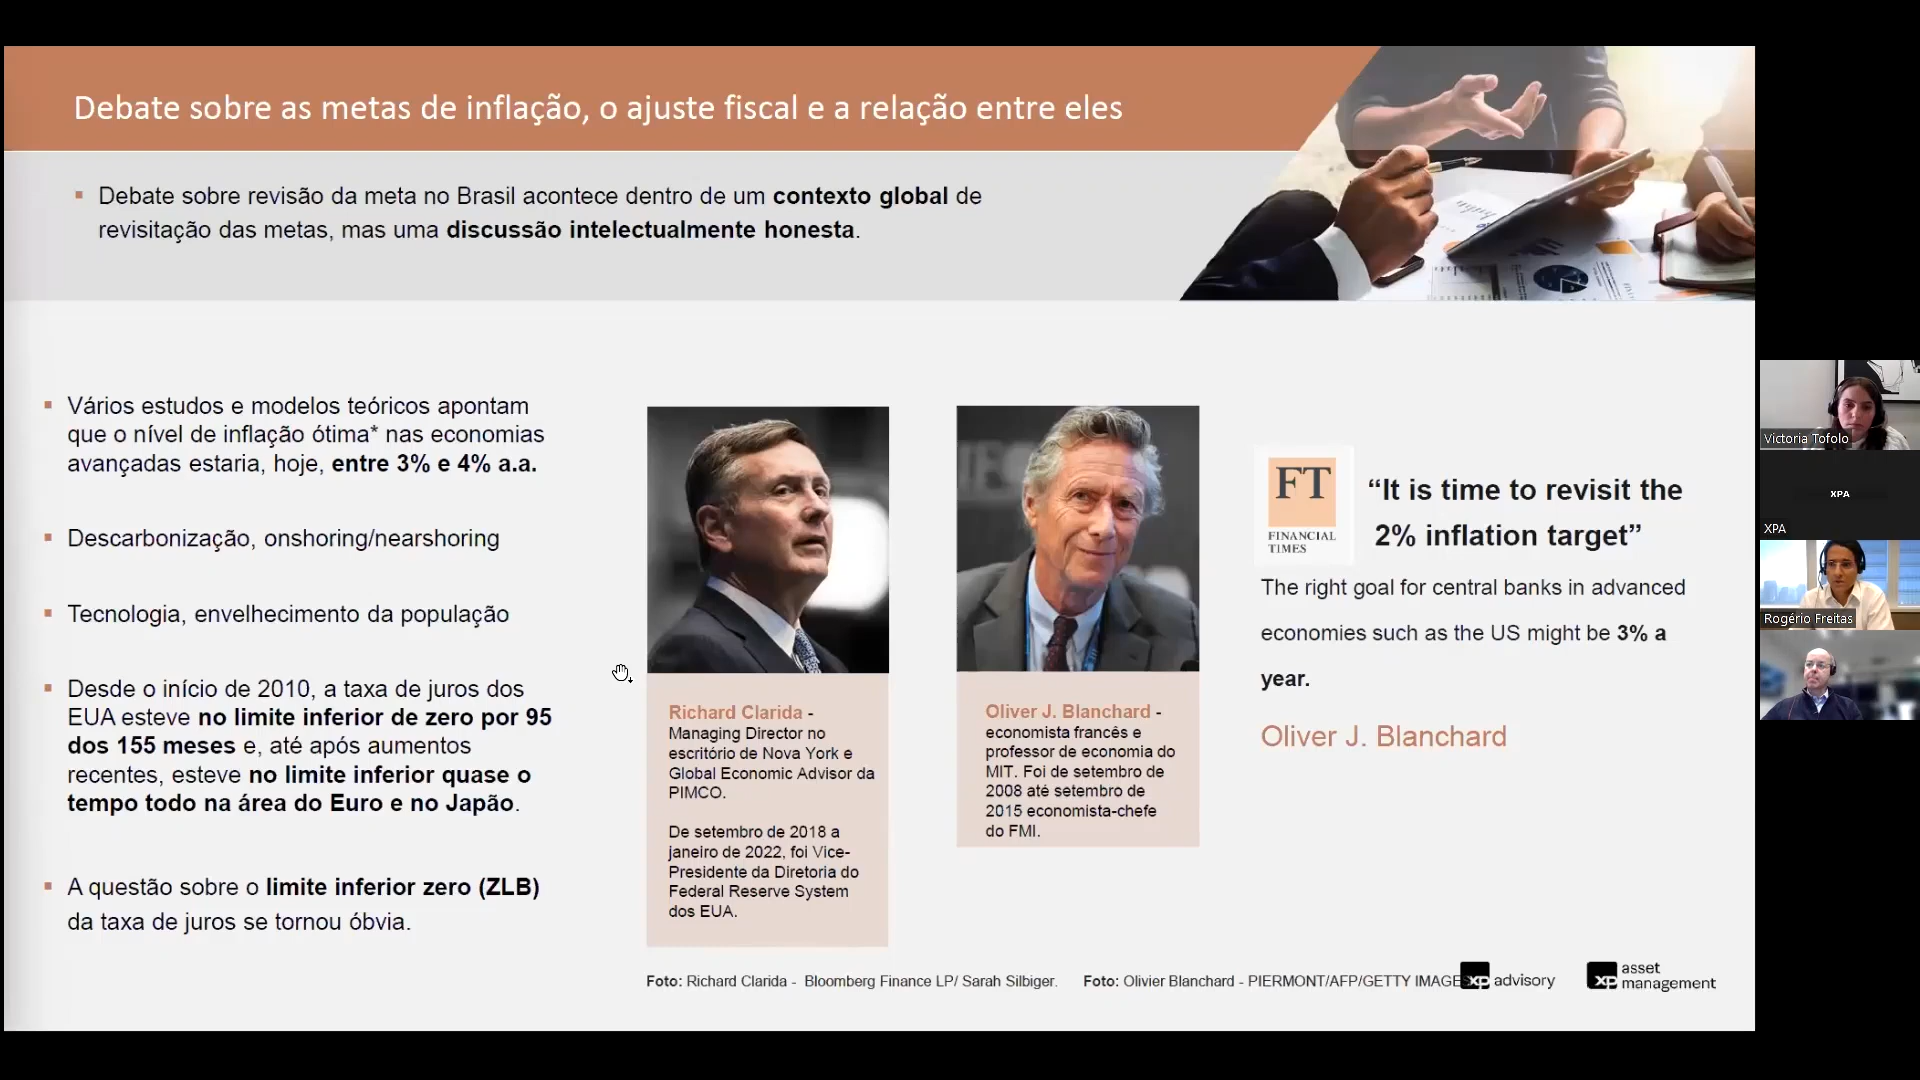 Debate sobre as metas de inflação, o ajuste fiscal e a relação entre eles
▪ Debate sobre revisão da meta no Brasil acontece dentro de um contexto global de
revisitação das metas, mas uma discussão intelectualmente honesta.
▪ Vários estudos e modelos teóricos apontam
que o nível de inflação ótima* nas economias
avançadas estaria, hoje, entre 3% e 4% a.a.
▪ Descarbonização, onshoring/nearshoring
▪ Tecnologia, envelhecimento da população
▪ Desde o início de 2010, a taxa de juros dos
EUA esteve no limite inferior de zero por 95
dos 155 meses e, até após aumentos
recentes, esteve no limite inferior quase o
tempo todo na área do Euro e no Japão.
▪ A questão sobre o limite inferior zero (ZLB)
da taxa de juros se tornou óbvia.
Richard Clarida -
Managing Director no
escritório de Nova York e
Global Economic Advisor da
PIMCO.
De setembro de 2018 a
janeiro de 2022, foi Vice-
Presidente da Diretoria do
Federal Reserve System
dos EUA.
Oliver J. Blanchard -
economista francês e
professor de economia do
MIT. Foi de setembro de
2008 até setembro de
2015 economista-chefe
do FMI.
FT
FINANCIAL
TIMES
“It is time to revisit the
2% inflation target”
The right goal for central banks in advanced
economies such as the US might be 3% a
year.
Oliver J. Blanchard
Foto: Richard Clarida - Bloomberg Finance LP/ Sarah Silbiger.
Foto: Olivier Blanchard - PIERMONT/AFP/GETTY IMAGE
xp advisory
xp asset
management
Victoria Tofolo
XPA
XPA
Rogério Freitas